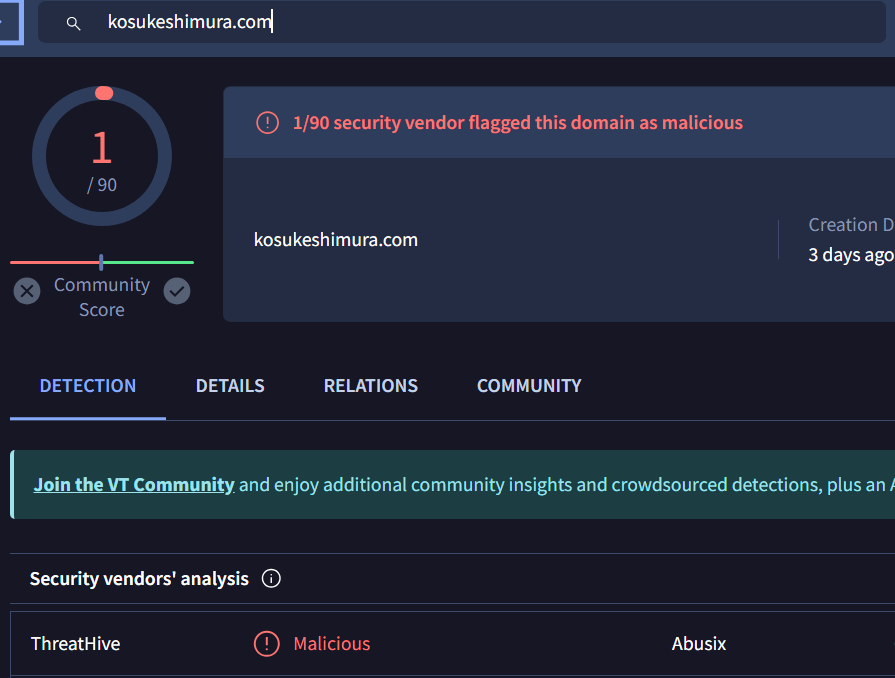 kosukeshimura.com
1/90 security vendor flagged this domain as malicious
1
/ 90
Community
Score
kosukeshimura.com
Creation D
3 days ago
DETECTION DETAILS RELATIONS COMMUNITY
Join the VT Community and enjoy additional community insights and crowdsourced detections, plus an A
Security vendors' analysis
ThreatHive Malicious Abusix